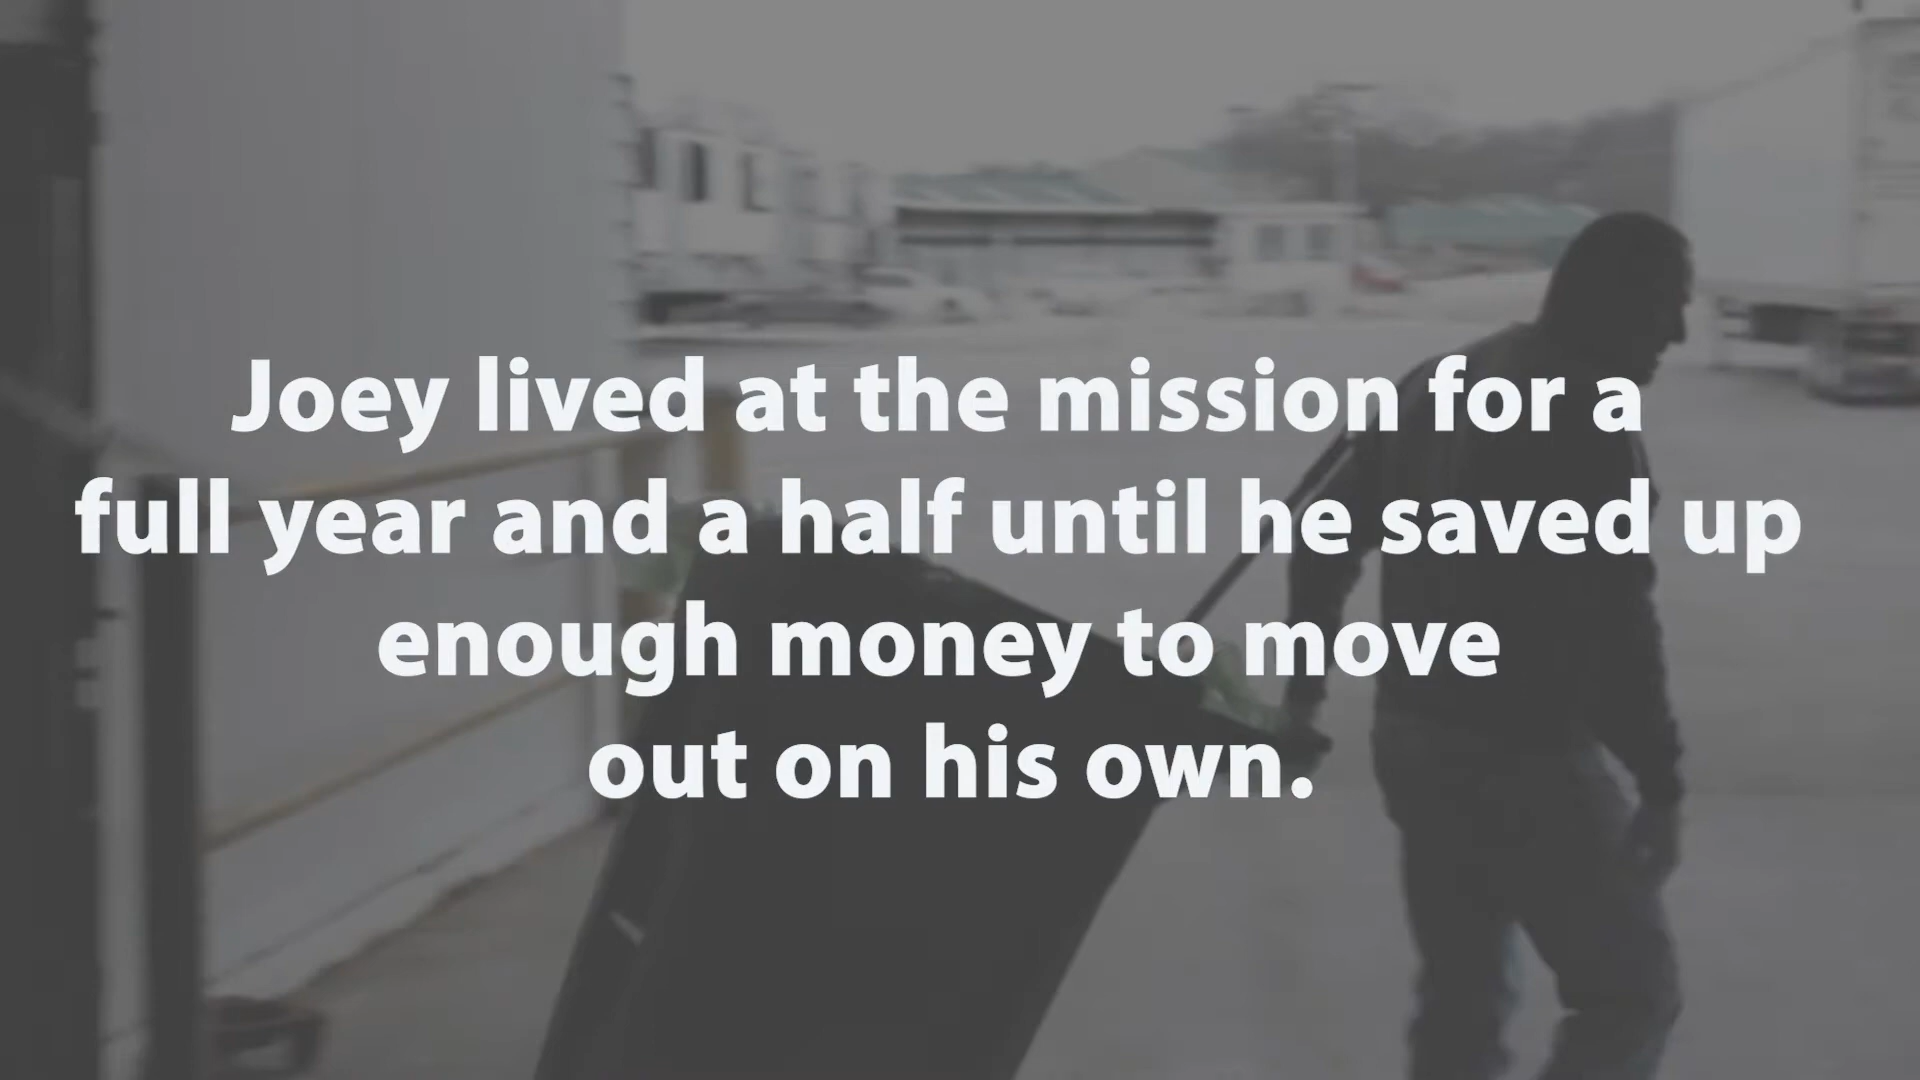 Joey lived at the mission for a
full year and a half until he saved up
enough money to move
out on his own.